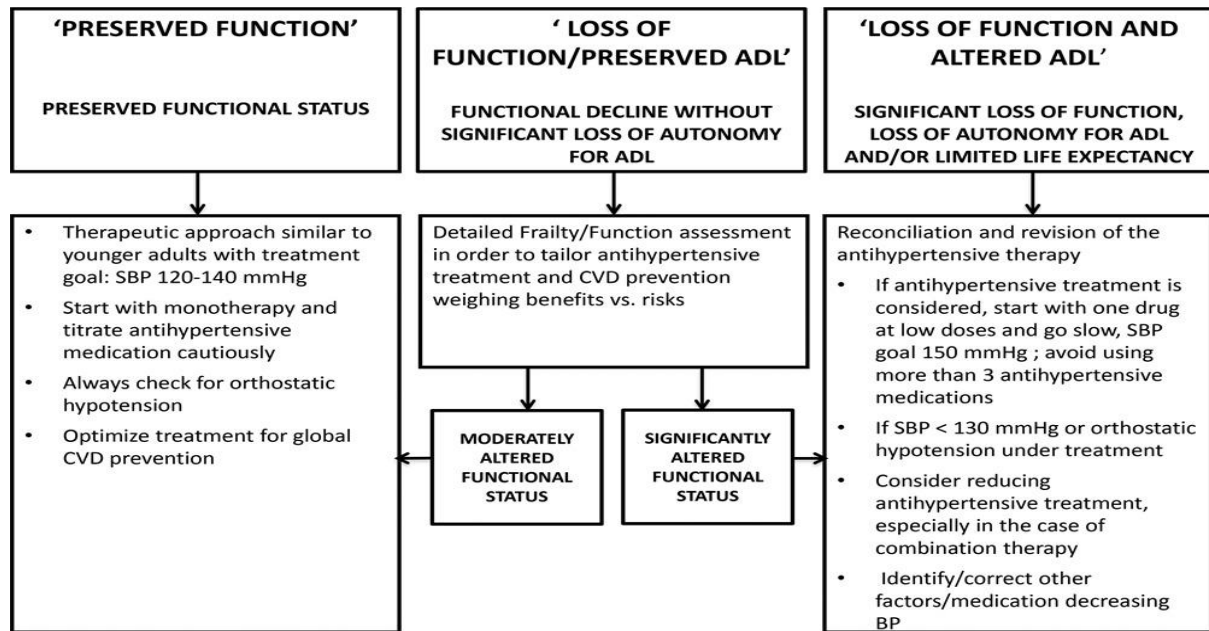 ‘PRESERVED FUNCTION’
PRESERVED FUNCTIONAL STATUS
‘ LOSS OF
FUNCTION/PRESERVED ADL’
FUNCTIONAL DECLINE WITHOUT
SIGNIFICANT LOSS OF AUTONOMY
FOR ADL
‘LOSS OF FUNCTION AND
ALTERED ADL’
SIGNIFICANT LOSS OF FUNCTION,
LOSS OF AUTONOMY FOR ADL
AND/OR LIMITED LIFE EXPECTANCY
• Therapeutic approach similar to
younger adults with treatment
goal: SBP 120-140 mmHg
• Start with monotherapy and
titrate antihypertensive
medication cautiously
• Always check for orthostatic
hypotension
• Optimize treatment for global
CVD prevention
Detailed Frailty/Function assessment
in order to tailor antihypertensive
treatment and CVD prevention
weighing benefits vs. risks
MODERATELY
ALTERED
FUNCTIONAL
STATUS
SIGNIFICANTLY
ALTERED
FUNCTIONAL
STATUS
Reconciliation and revision of the
antihypertensive therapy
• If antihypertensive treatment is
considered, start with one drug
at low doses and go slow, SBP
goal 150 mmHg ; avoid using
more than 3 antihypertensive
medications
• If SBP < 130 mmHg or orthostatic
hypotension under treatment
• Consider reducing
antihypertensive treatment,
especially in the case of
combination therapy
• Identify/correct other
factors/medication decreasing
BP